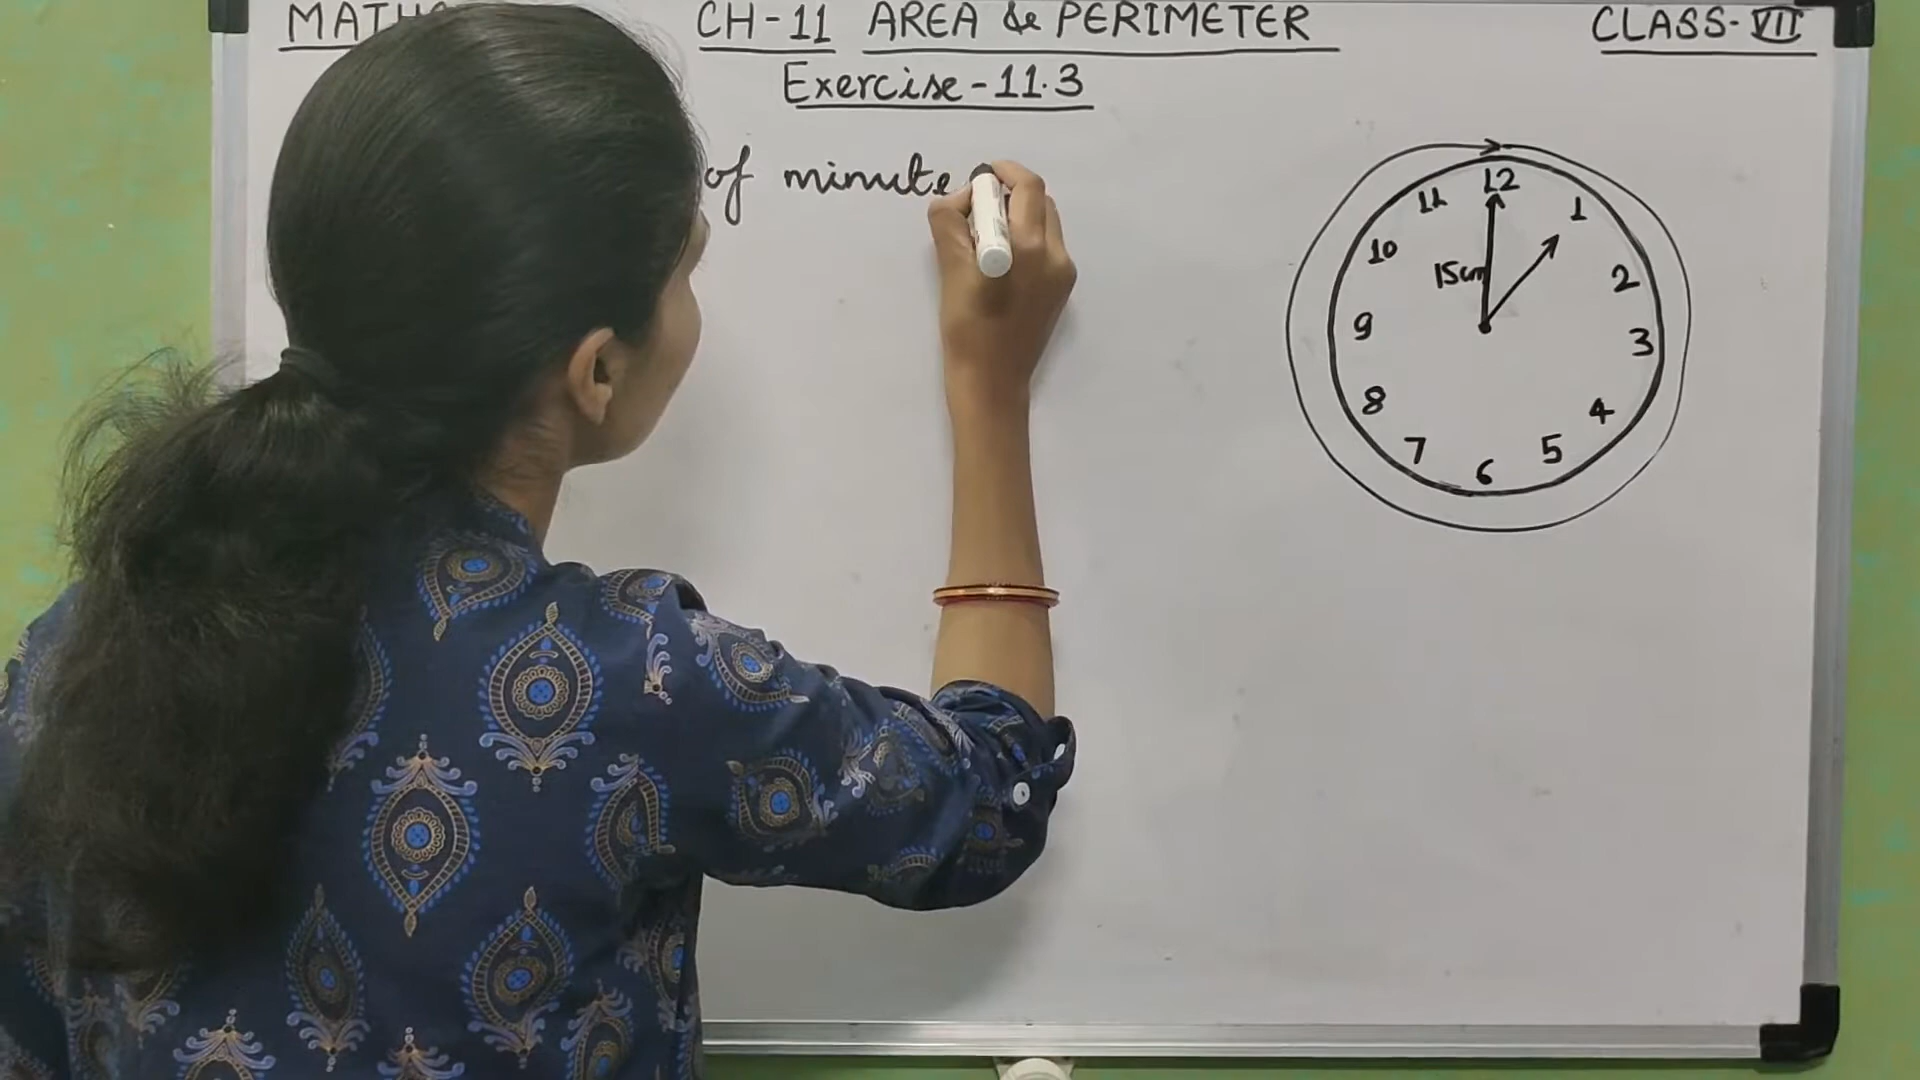 CH-11 AREA & PERIMETER CLASS-VII
Exercise-11.3
of minute
12
11 1
10
15cm 2
9 3
8 4
7 5
6